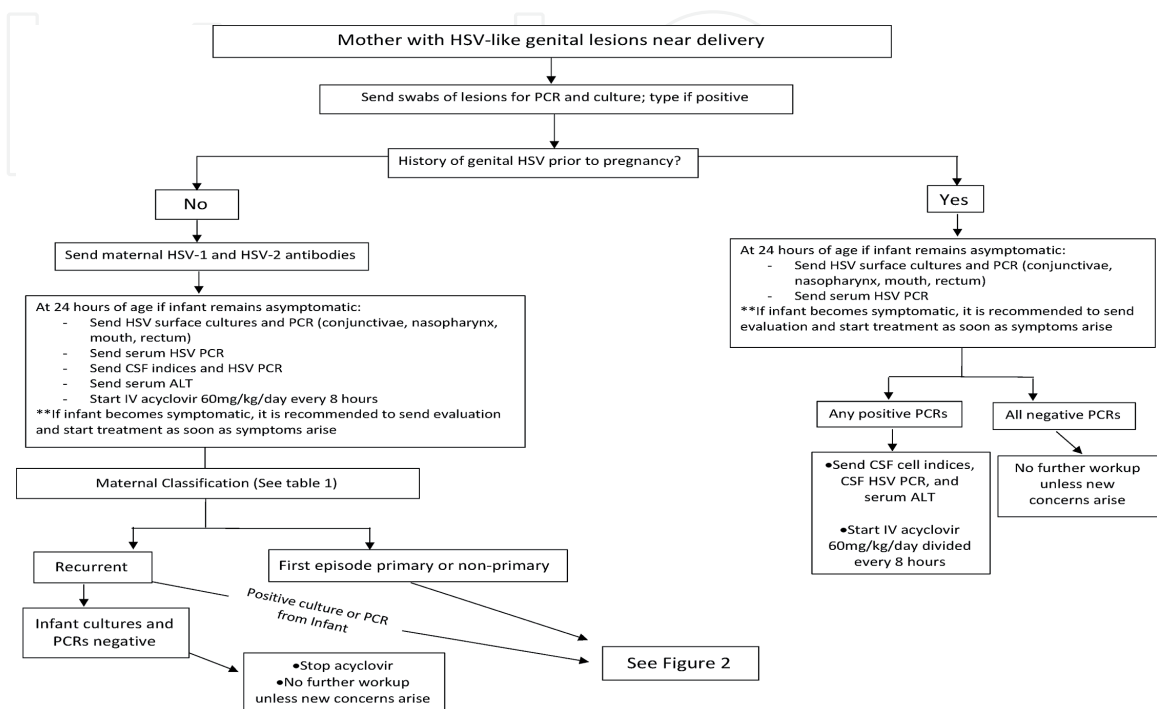 Mother with HSV-like genital lesions near delivery
Send swabs of lesions for PCR and culture; type if positive
History of genital HSV prior to pregnancy?
No
Send maternal HSV-1 and HSV-2 antibodies
At 24 hours of age if infant remains asymptomatic:
- Send HSV surface cultures and PCR (conjunctivae, nasopharynx,
mouth, rectum)
- Send serum HSV PCR
- Send CSF indices and HSV PCR
- Send serum ALT
- Start IV acyclovir 60mg/kg/day every 8 hours
**If infant becomes symptomatic, it is recommended to send evaluation
and start treatment as soon as symptoms arise
Maternal Classification (See table 1)
Recurrent
First episode primary or non-primary
Positive culture or PCR
from Infant
Infant cultures and
PCRs negative
•Stop acyclovir
•No further workup
unless new concerns arise
See Figure 2
Yes
At 24 hours of age if infant remains asymptomatic:
- Send HSV surface cultures and PCR (conjunctivae,
nasopharynx, mouth, rectum)
- Send serum HSV PCR
**If infant becomes symptomatic, it is recommended to send
evaluation and start treatment as soon as symptoms arise
Any positive PCRs
•Send CSF cell indices,
CSF HSV PCR, and
serum ALT
•Start IV acyclovir
60mg/kg/day divided
every 8 hours
All negative PCRs
No further workup
unless new
concerns arise